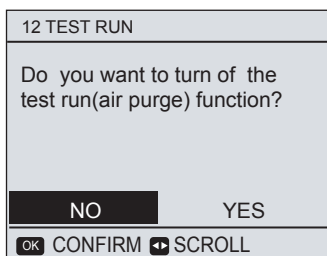 12 TEST RUN
Do you want to turn of the
test run(air purge) function?
NO YES
OK CONFIRM SCROLL